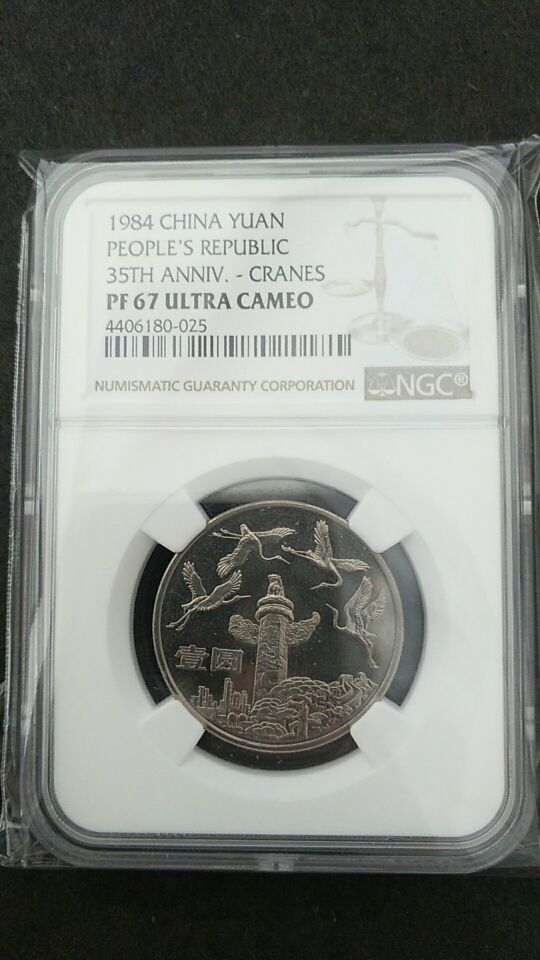 1984 CHINA YUAN
PEOPLE'S REPUBLIC
35TH ANNIV. - CRANES
PF 67 ULTRA CAMEO
4406180-025
NUMISMATIC GUARANTY CORPORATION
NGC®
壹圆